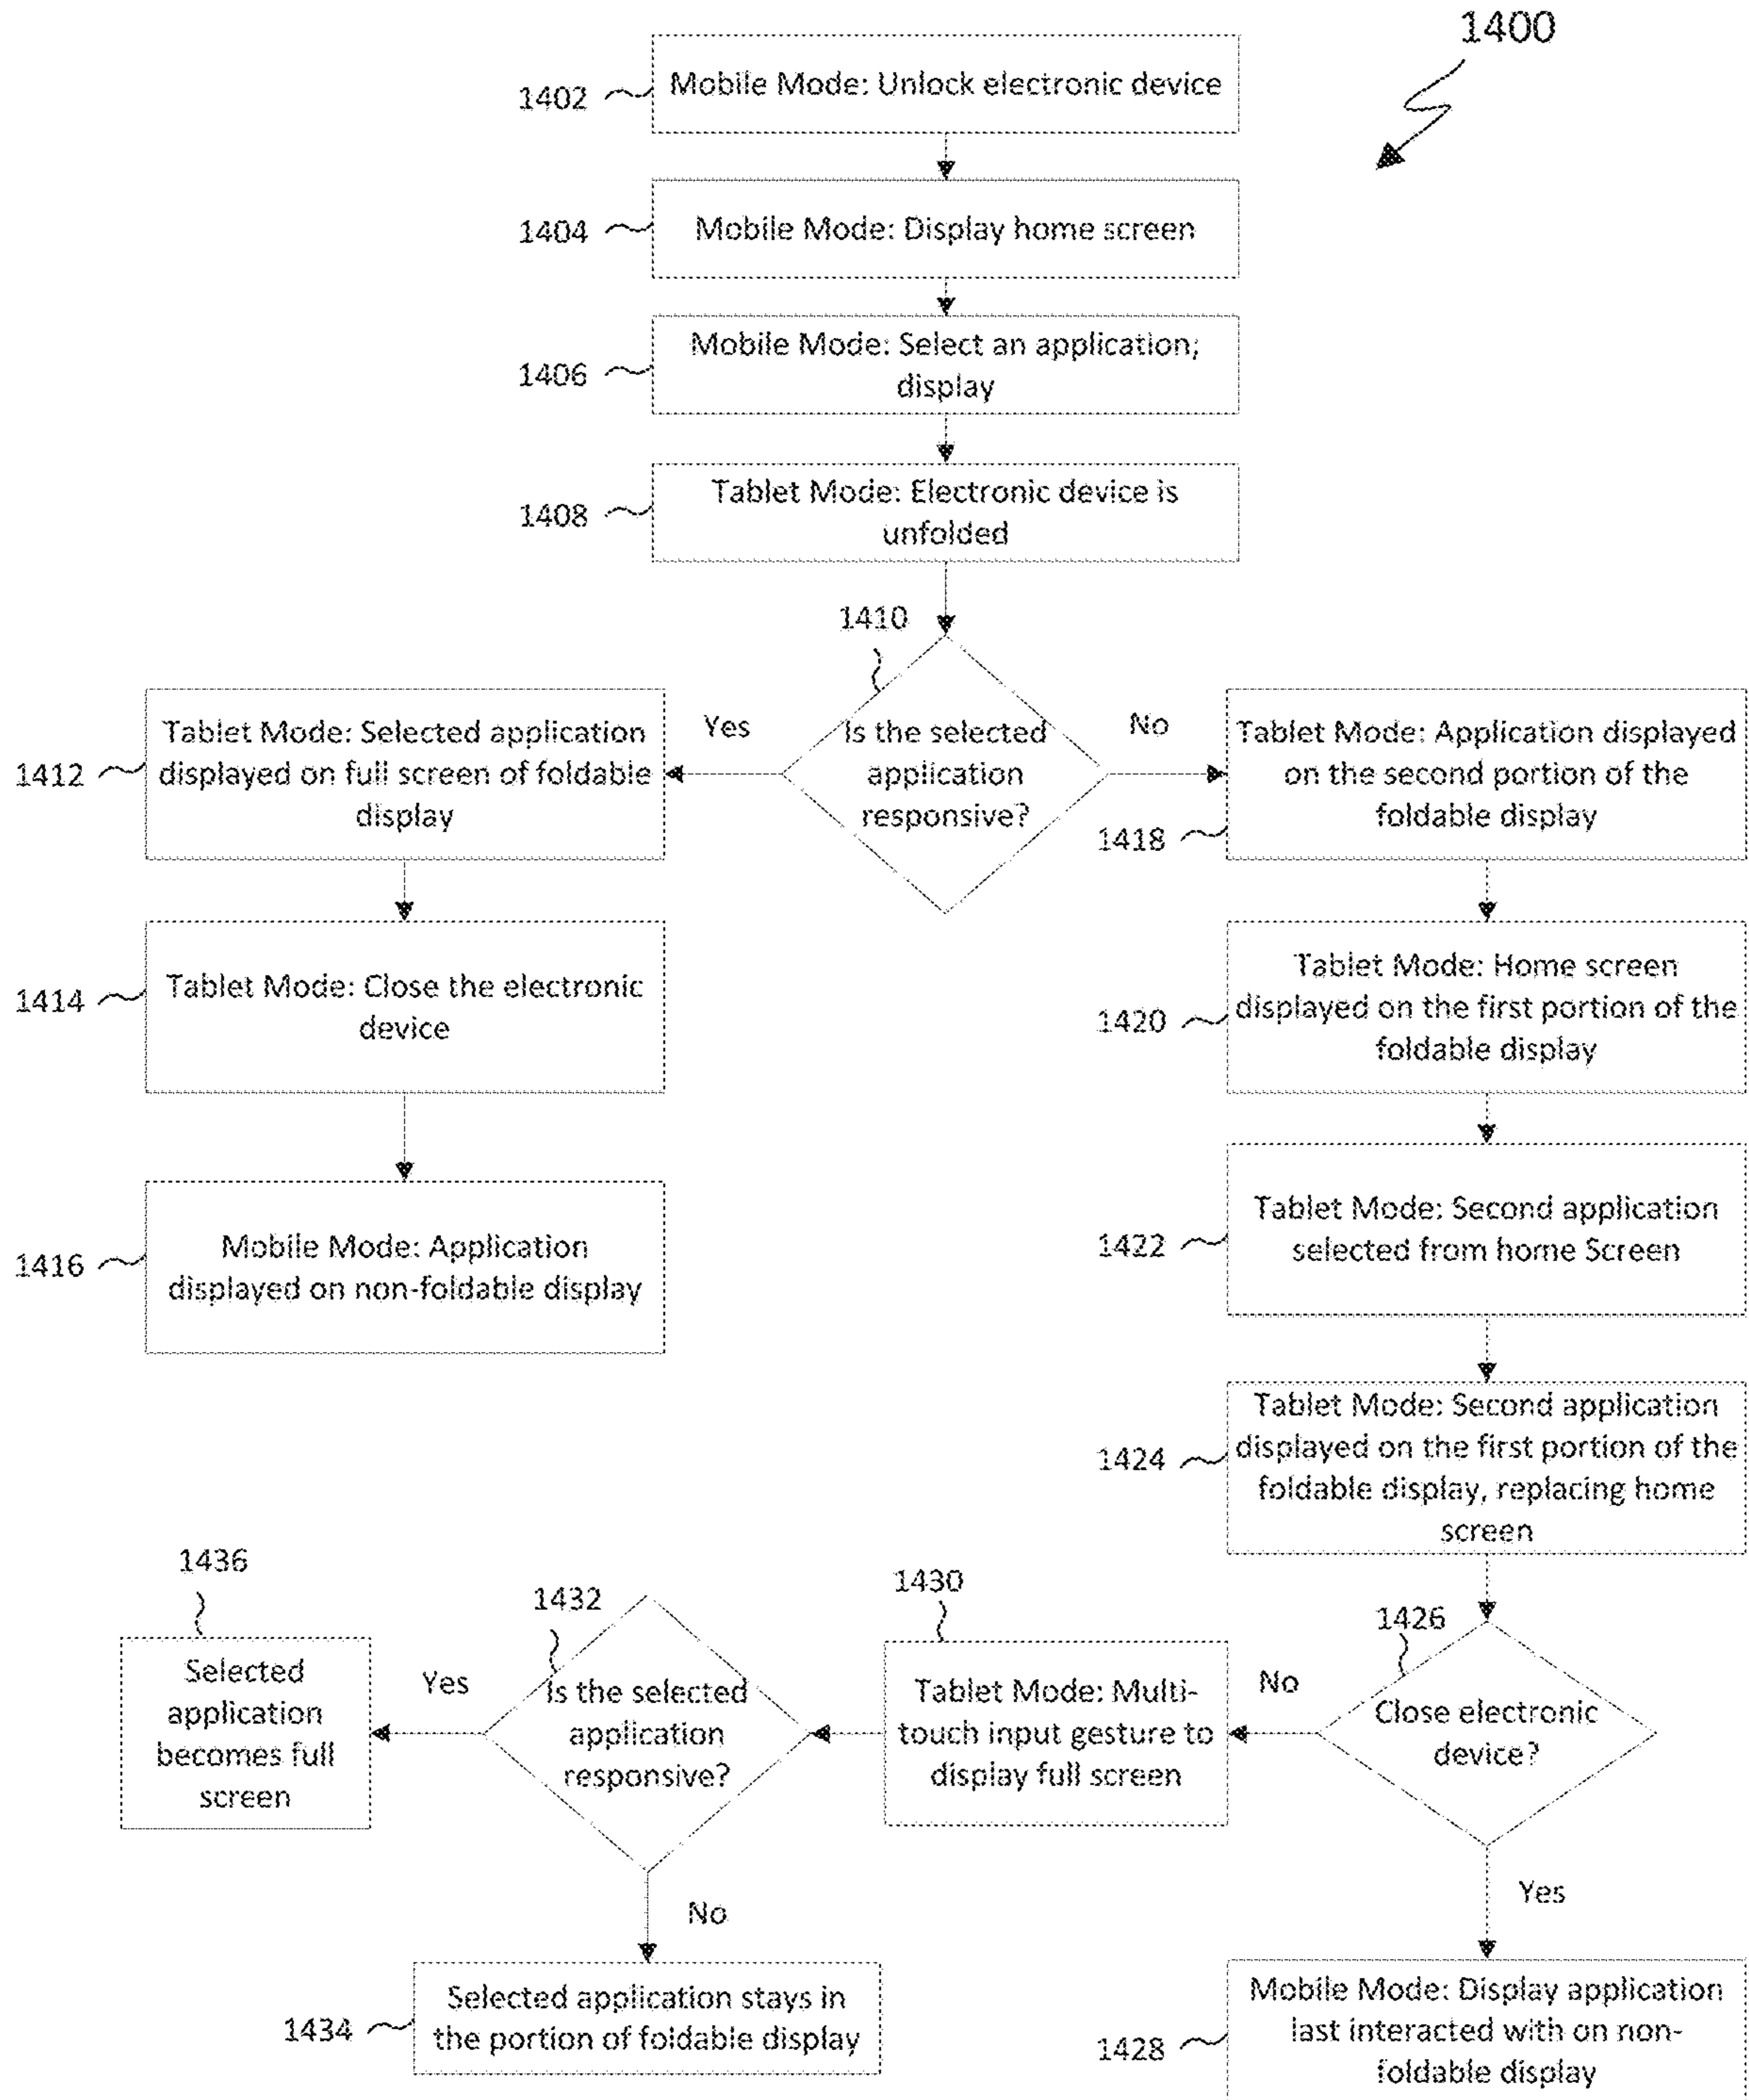 1400
1402
Mobile Mode: Unlock electronic device
1404
Mobile Mode: Display home screen
1406
Mobile Mode: Select an application;
display
1408
Tablet Mode: Electronic device is
unfolded
1410
Is the selected
application
responsive?
Yes
No
1412
Tablet Mode: Selected application
displayed on full screen of foldable
display
1414
Tablet Mode: Close the electronic
device
1416
Mobile Mode: Application
displayed on non-foldable display
1418
Tablet Mode: Application displayed
on the second portion of the
foldable display
1420
Tablet Mode: Home screen
displayed on the first portion of the
foldable display
1422
Tablet Mode: Second application
selected from home Screen
1424
Tablet Mode: Second application
displayed on the first portion of the
foldable display, replacing home
screen
1426
Close electronic
device?
No
Yes
1428
Mobile Mode: Display application
last interacted with on non-
foldable display
1430
Tablet Mode: Multi-
touch input gesture to
display full screen
1432
Is the selected
application
responsive?
Yes
No
1436
Selected
application
becomes full
screen
1434
Selected application stays in
the portion of foldable display